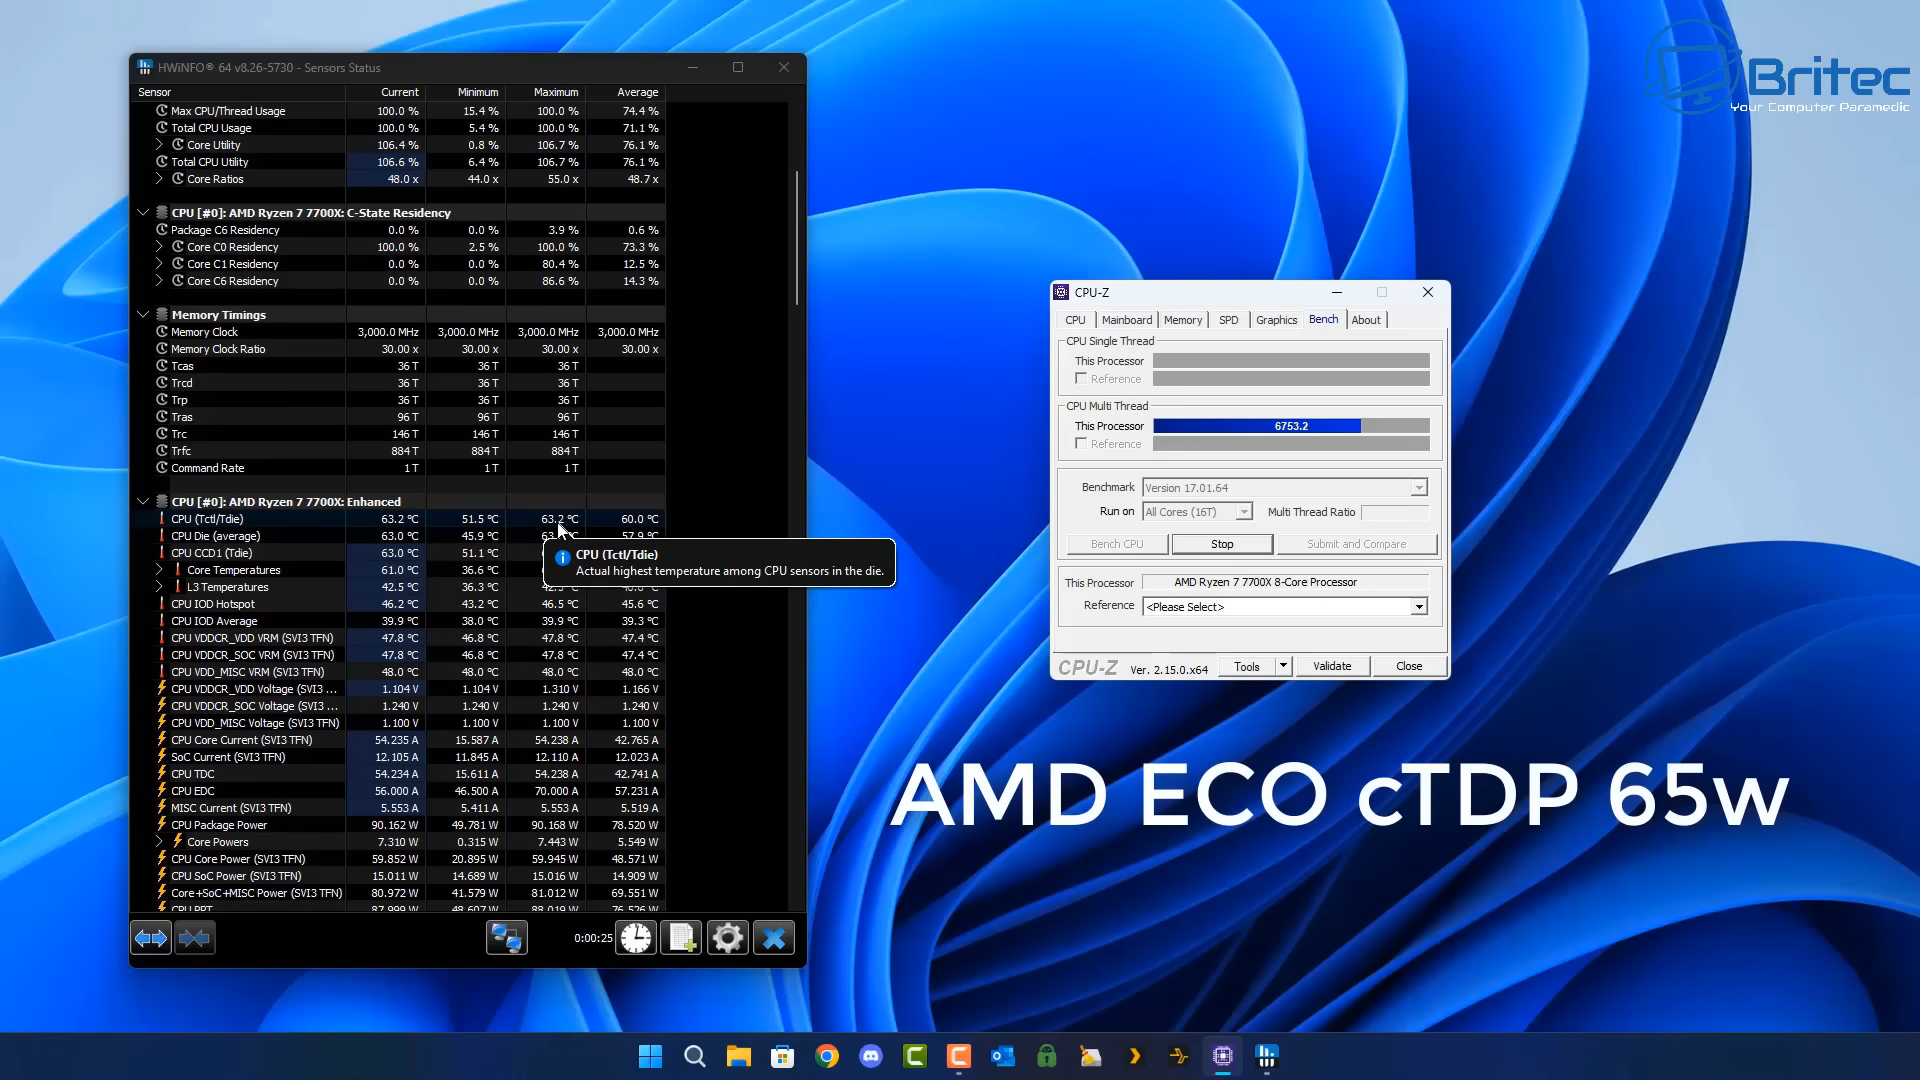 HWiNFO® 64 v8.26-5730 - Sensors Status
Sensor Current Minimum Maximum Average
Max CPU/Thread Usage 100.0 % 15.4 % 100.0 % 74.4 %
Total CPU Usage 100.0 % 5.4 % 100.0 % 71.1 %
Core Utility 106.4 % 0.8 % 106.7 % 76.1 %
Total CPU Utility 106.6 % 6.4 % 106.7 % 76.1 %
Core Ratios 48.0 x 44.0 x 55.0 x 48.7 x
CPU [#0]: AMD Ryzen 7 7700X: C-State Residency
Package C6 Residency 0.0 % 0.0 % 3.9 % 0.6 %
Core C0 Residency 100.0 % 2.5 % 100.0 % 73.3 %
Core C1 Residency 0.0 % 0.0 % 80.4 % 12.5 %
Core C6 Residency 0.0 % 0.0 % 86.6 % 14.3 %
Memory Timings
Memory Clock 3,000.0 MHz 3,000.0 MHz 3,000.0 MHz 3,000.0 MHz
Memory Clock Ratio 30.00 x 30.00 x 30.00 x 30.00 x
Tcas 36 T 36 T 36 T
Trcd 36 T 36 T 36 T
Trp 36 T 36 T 36 T
Tras 96 T 96 T 96 T
Trc 146 T 146 T 146 T
Trfc 884 T 884 T 884 T
Command Rate 1 T 1 T 1 T
CPU [#0]: AMD Ryzen 7 7700X: Enhanced
CPU (Tctl/Tdie) 63.2 °C 51.5 °C 63.2 °C 60.0 °C
CPU Die (average) 63.0 °C 45.9 °C 57.9 °C
CPU CCD1 (Tdie) 63.0 °C 51.1 °C
Core Temperatures 61.0 °C 36.6 °C
L3 Temperatures 42.5 °C 36.3 °C
CPU IOD Hotspot 46.2 °C 43.2 °C 46.5 °C 45.6 °C
CPU IOD Average 39.9 °C 38.0 °C 39.9 °C 39.3 °C
CPU VDDCR_VDD VRM (SVI3 TFN) 47.8 °C 46.8 °C 47.8 °C 47.4 °C
CPU VDDCR_SOC VRM (SVI3 TFN) 47.8 °C 46.8 °C 47.8 °C 47.4 °C
CPU VDD_MISC VRM (SVI3 TFN) 48.0 °C 48.0 °C 48.0 °C 48.0 °C
CPU VDDCR_VDD Voltage (SVI3 ... 1.104 V 1.104 V 1.310 V 1.166 V
CPU VDDCR_SOC Voltage (SVI3 ... 1.240 V 1.240 V 1.240 V 1.240 V
CPU VDD_MISC Voltage (SVI3 TFN) 1.100 V 1.100 V 1.100 V 1.100 V
CPU Core Current (SVI3 TFN) 54.235 A 15.587 A 54.238 A 42.765 A
SoC Current (SVI3 TFN) 12.105 A 11.845 A 12.110 A 12.023 A
CPU TDC 54.234 A 15.611 A 54.238 A 42.741 A
CPU EDC 56.000 A 46.500 A 70.000 A 57.231 A
MISC Current (SVI3 TFN) 5.553 A 5.411 A 5.553 A 5.519 A
CPU Package Power 90.162 W 49.781 W 90.168 W 78.520 W
Core Powers 7.310 W 0.315 W 7.443 W 5.549 W
CPU Core Power (SVI3 TFN) 59.852 W 20.895 W 59.945 W 48.571 W
CPU SoC Power (SVI3 TFN) 15.011 W 14.689 W 15.016 W 14.909 W
Core+SoC+MISC Power (SVI3 TFN) 80.972 W 41.579 W 81.012 W 69.551 W
CPU PPT 87.999 W 48.607 W 88.019 W 76.526 W
CPU (Tctl/Tdie)
Actual highest temperature among CPU sensors in the die.
0:00:25
Britec
Your Computer Paramedic
CPU-Z
CPU Mainboard Memory SPD Graphics Bench About
CPU Single Thread
This Processor
Reference
CPU Multi Thread
This Processor 6753.2
Reference
Benchmark Version 17.01.64
Run on All Cores (16T) Multi Thread Ratio
Bench CPU Stop Submit and Compare
This Processor AMD Ryzen 7 7700X 8-Core Processor
Reference <Please Select>
CPU-Z Ver. 2.15.0.x64 Tools Validate Close
AMD ECO cTDP 65w